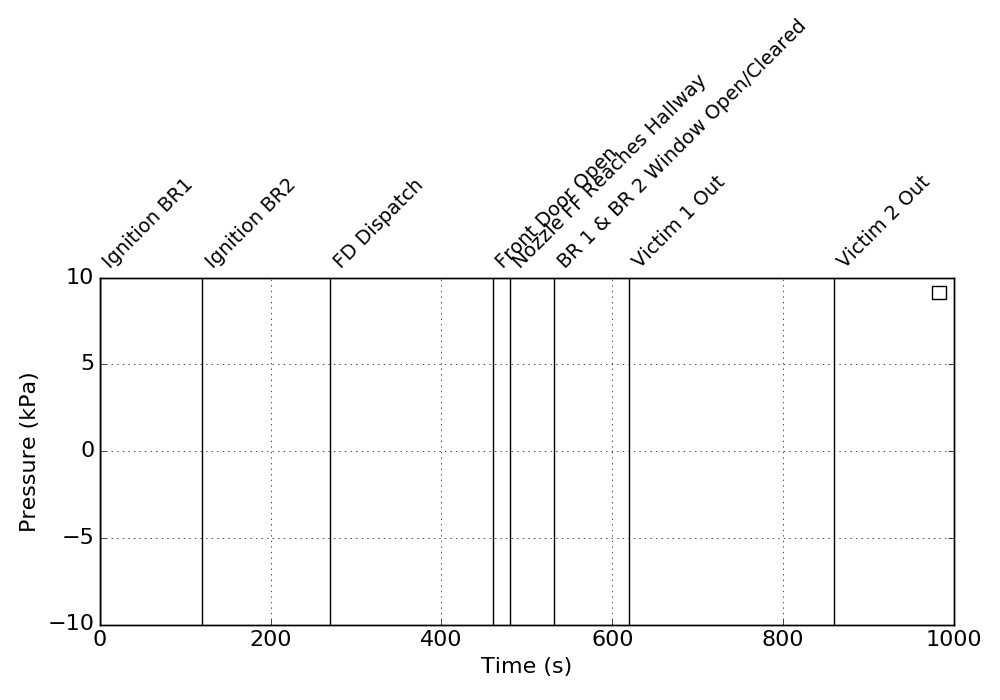 Ignition BR1
Ignition BR2
FD Dispatch
Front Door Open
Nozzle FF Reaches Hallway
BR 1 & BR 2 Window Open/Cleared
Victim 1 Out
Victim 2 Out
10
5
0
−5
−10
Pressure (kPa)
0 200 400 600 800 1000
Time (s)